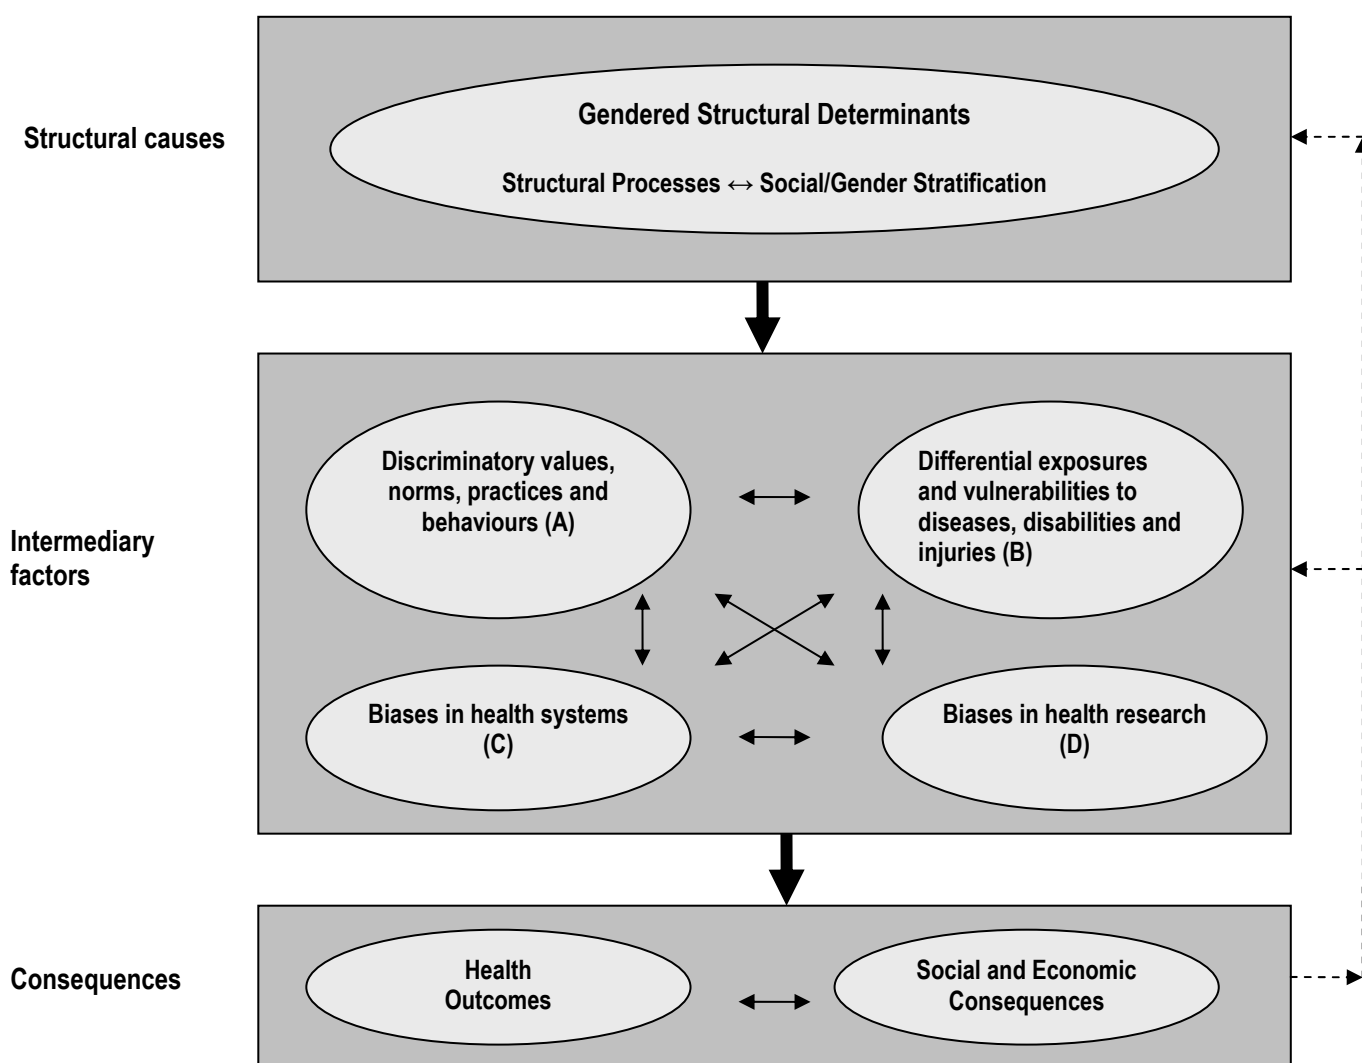 Gendered Structural Determinants
Structural causes
Structural Processes ↔ Social/Gender Stratification
Discriminatory values,
norms, practices and
behaviours (A)
Differential exposures
and vulnerabilities to
diseases, disabilities and
injuries (B)
Intermediary
factors
Biases in health systems
(C)
Biases in health research
(D)
Consequences
Health
Outcomes
Social and Economic
Consequences